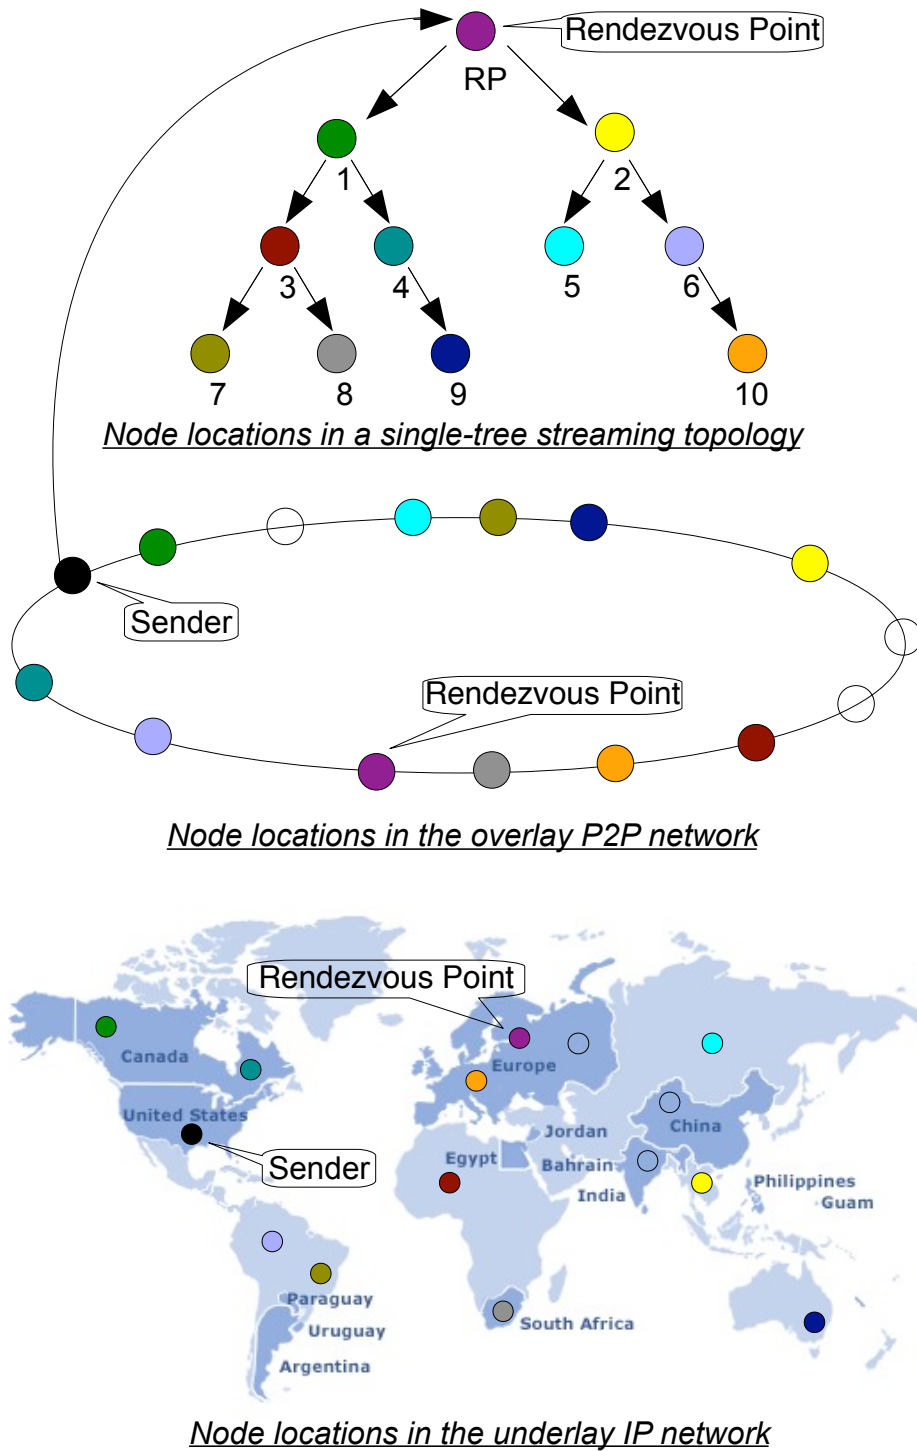 Rendezvous Point
RP
1
2
3
4
5
6
7
8
9
10
Node locations in a single-tree streaming topology
Sender
Rendezvous Point
Node locations in the overlay P2P network
Rendezvous Point
Canada
Europe
United States
China
Jordan
Sender
Egypt
Bahrain
India
Philippines
Guam
Paraguay
South Africa
Uruguay
Argentina
Node locations in the underlay IP network